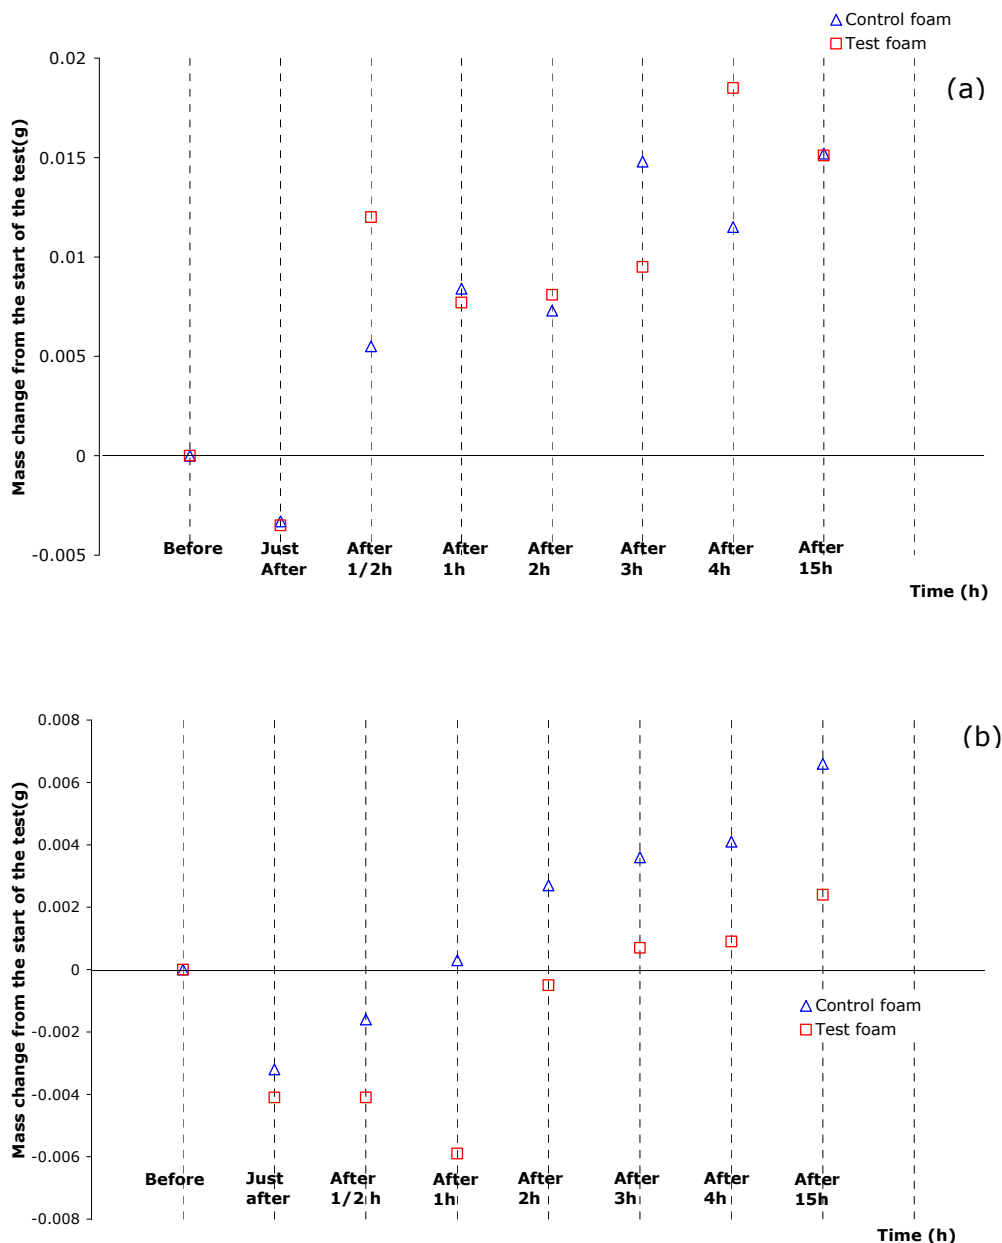 Control foam
Test foam
(a)
0.02
0.015
0.01
0.005
0
-0.005
Mass change from the start of the test(g)
Before
Just
After
After
1/2h
After
1h
After
2h
After
3h
After
4h
After
15h
Time (h)
(b)
0.008
0.006
0.004
0.002
0
-0.002
-0.004
-0.006
-0.008
Mass change from the start of the test(g)
Control foam
Test foam
Before
Just
after
After
1/2 h
After
1h
After
2h
After
3h
After
4h
After
15h
Time (h)